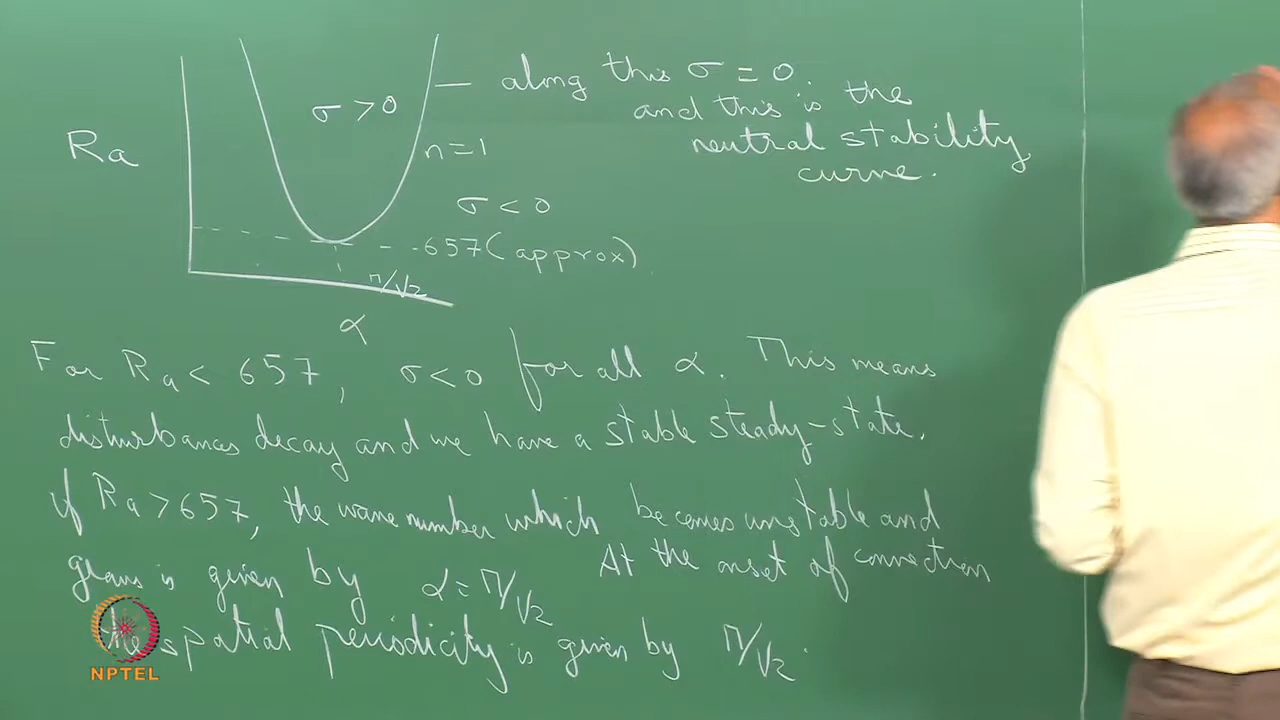 along this σ = 0.
and this is the
neutral stability
curve.
σ > 0
Ra
n=1
σ < 0
657 (approx)
π/√2
α
For Ra < 657, σ < 0 for all α. This means
disturbances decay and we have a stable steady-state.
if Ra > 657, the wave number which becomes unstable and
grows is given by α = π/√2 At the onset of convection
the spatial periodicity is given by π/√2.
NPTEL